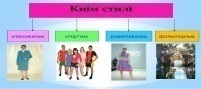 Киім стилі
классикалық спорттық романтикалық фольклорлық